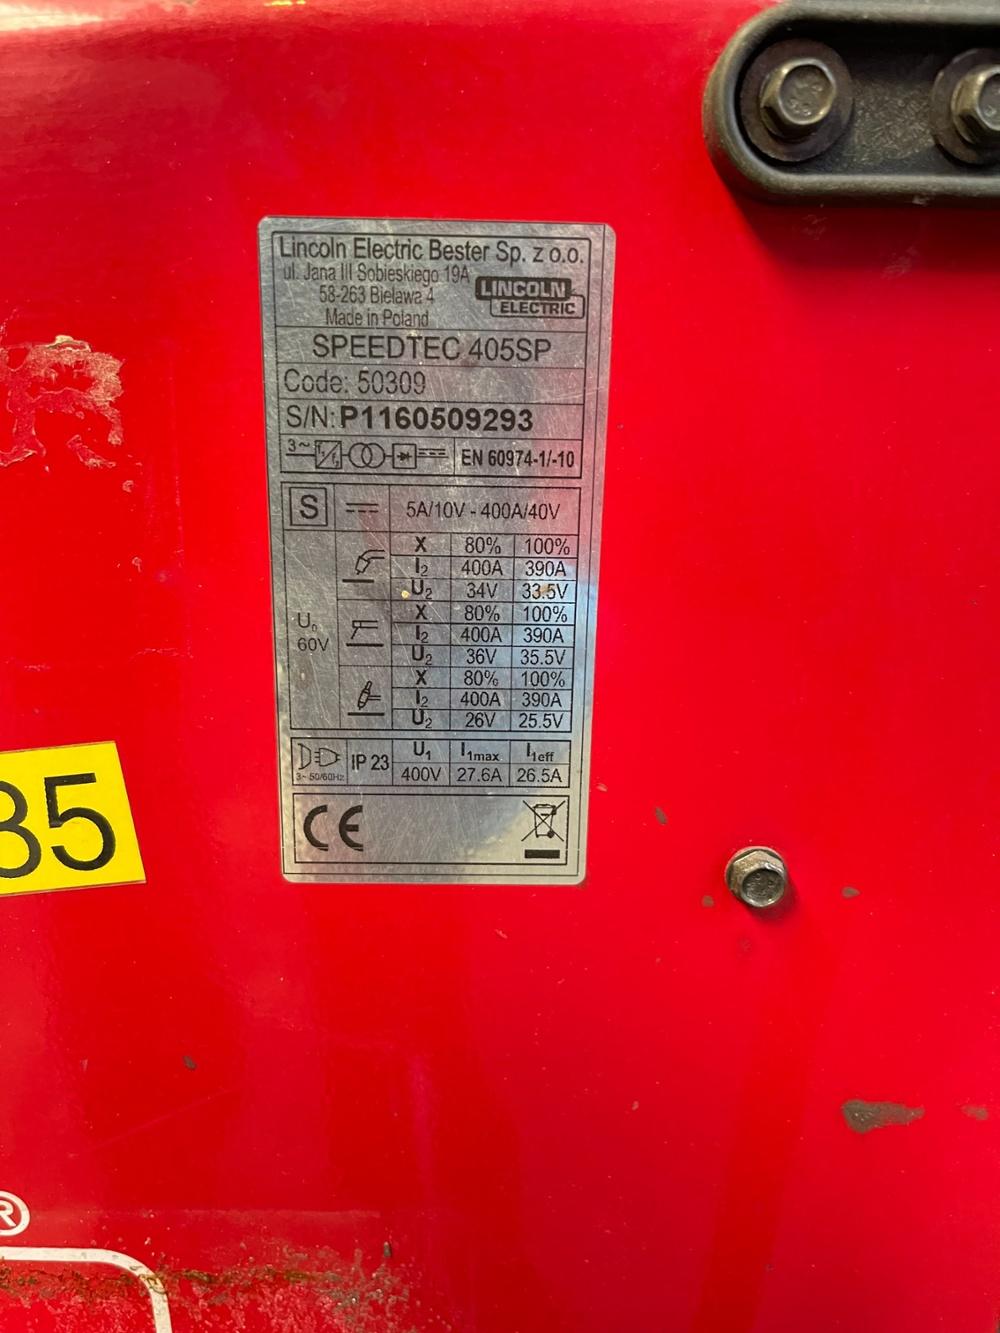 Lincoln Electric Bester Sp. z o.o.
ul. Jana III Sobieskiego 19A
58-263 Bielawa 4
Made in Poland
LINCOLN
ELECTRIC
SPEEDTEC 405SP
Code: 50309
S/N: P1160509293
3~ f₁ f₂ EN 60974-1/-10
S 5A/10V - 400A/40V
U₀
60V
X 80% 100%
I₂ 400A 390A
U₂ 34V 33.5V
X 80% 100%
I₂ 400A 390A
U₂ 36V 35.5V
X 80% 100%
I₂ 400A 390A
U₂ 26V 25.5V
3~ 50/60Hz
IP 23
U₁ I₁max I₁eff
400V 27.6A 26.5A
CE
35
®